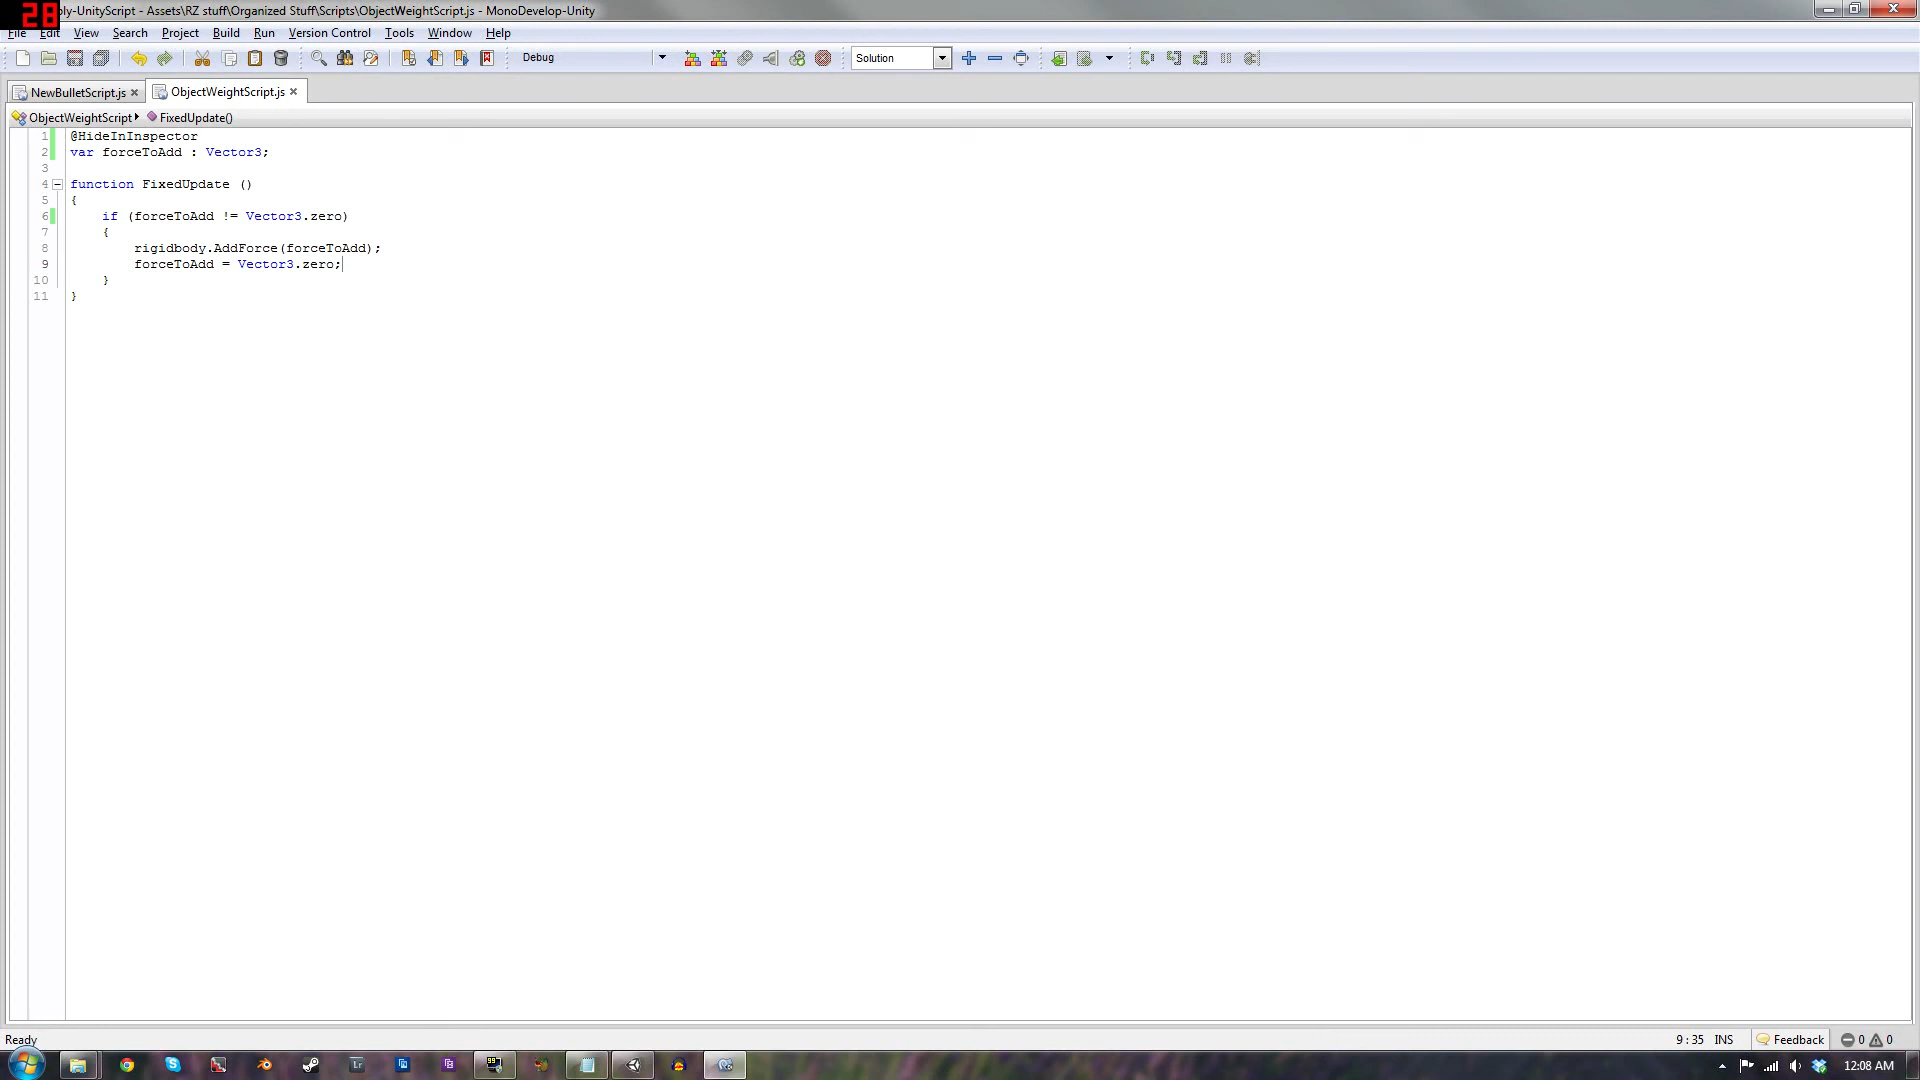 28
bly-UnityScript - Assets\RZ stuff\Organized Stuff\Scripts\ObjectWeightScript.js - MonoDevelop-Unity
File Edit View Search Project Build Run Version Control Tools Window Help
Debug Solution
NewBulletScript.js ObjectWeightScript.js
ObjectWeightScript FixedUpdate()
1 @HideInInspector
2 var forceToAdd : Vector3;
3
4 function FixedUpdate ()
5 {
6 if (forceToAdd != Vector3.zero)
7 {
8 rigidbody.AddForce(forceToAdd);
9 forceToAdd = Vector3.zero;
10 }
11 }
Ready 9 : 35 INS Feedback 0 0
Lr 99 12:08 AM